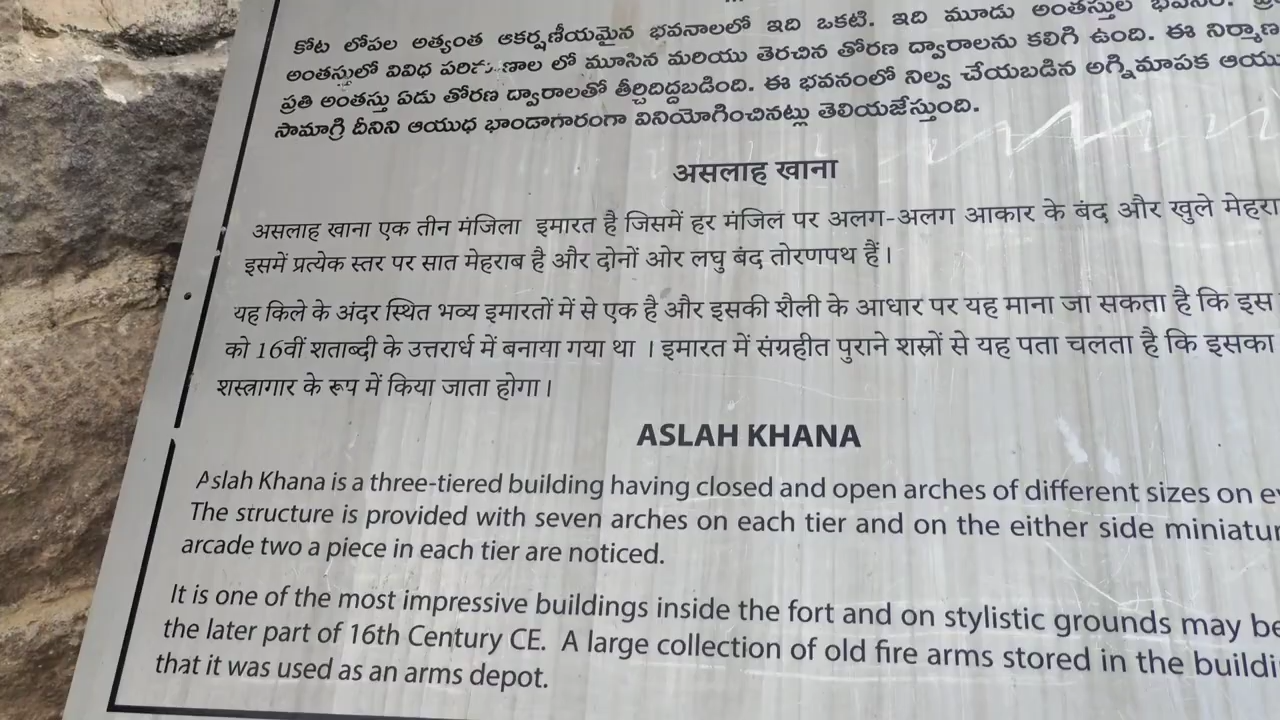 కోట లోపల అత్యంత ఆకర్షణీయమైన భవనాలలో ఇది ఒకటి. ఇది మూడు అంతస్తుల
అంతస్తులో వివిధ లో మూసిన మరియు తెరచిన తోరణ ద్వారాలను కలిగి ఉంది. ఈ
ప్రతి అంతస్తు ఏడు తోరణ ద్వారాలతో తీర్చిదిద్దబడింది. ఈ భవనంలో నిల్వ చేయబడిన అగ్నిమాపక
సామాగ్రి దీనిని ఆయుధ భాండాగారంగా వినియోగించినట్లు తెలియజేస్తుంది.
असलाह खाना
असलाह खाना एक तीन मंजिला इमारत है जिसमें हर मंजिल पर अलग-अलग आकार के बंद और खुले
इसमें प्रत्येक स्तर पर सात मेहराब है और दोनों ओर लघु बंद तोरणपथ हैं।
यह किले के अंदर स्थित भव्य इमारतों में से एक है और इसकी शैली के आधार पर यह माना जा सकता है कि इस
को 16वीं शताब्दी के उत्तरार्ध में बनाया गया था । इमारत में संग्रहीत पुराने शस्रों से यह पता चलता है कि इसका
शस्त्रागार के रूप में किया जाता होगा।
ASLAH KHANA
Aslah Khana is a three-tiered building having closed and open arches of different sizes on
The structure is provided with seven arches on each tier and on the either side
arcade two a piece in each tier are noticed.
It is one of the most impressive buildings inside the fort and on stylistic grounds may be
the later part of 16th Century CE. A large collection of old fire arms stored in the
that it was used as an arms depot.